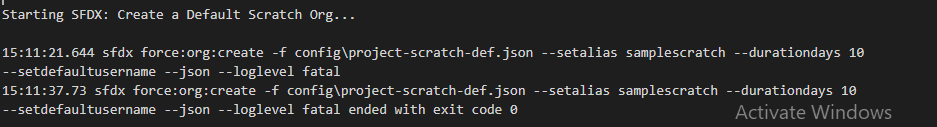 Starting SFDX: Create a Default Scratch Org...
15:11:21.644 sfdx force:org:create -f config\project-scratch-def.json --setalias samplescratch --durationdays 10
--setdefaultusername --json --loglevel fatal
15:11:37.73 sfdx force:org:create -f config\project-scratch-def.json --setalias samplescratch --durationdays 10
--setdefaultusername --json --loglevel fatal ended with exit code 0
Activate Windows